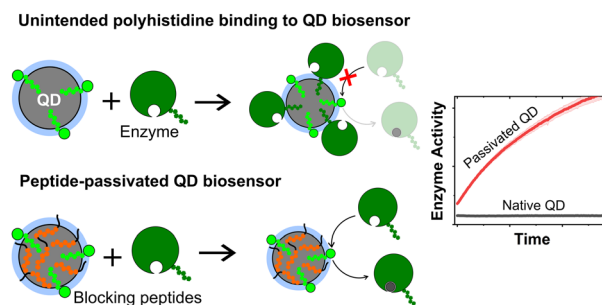 Unintended polyhistidine binding to QD biosensor
QD
Enzyme
Peptide-passivated QD biosensor
Blocking peptides
Enzyme Activity
Passivated QD
Native QD
Time